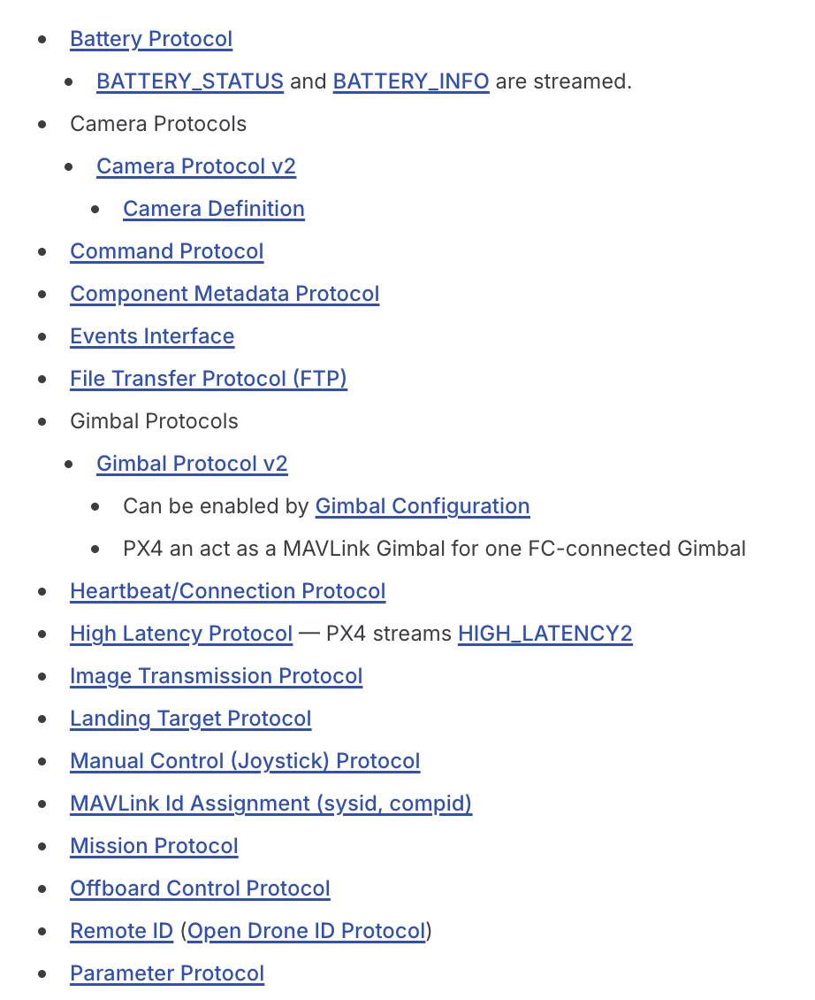 Battery Protocol
BATTERY_STATUS and BATTERY_INFO are streamed.
Camera Protocols
Camera Protocol v2
Camera Definition
Command Protocol
Component Metadata Protocol
Events Interface
File Transfer Protocol (FTP)
Gimbal Protocols
Gimbal Protocol v2
Can be enabled by Gimbal Configuration
PX4 an act as a MAVLink Gimbal for one FC-connected Gimbal
Heartbeat/Connection Protocol
High Latency Protocol — PX4 streams HIGH_LATENCY2
Image Transmission Protocol
Landing Target Protocol
Manual Control (Joystick) Protocol
MAVLink Id Assignment (sysid, compid)
Mission Protocol
Offboard Control Protocol
Remote ID (Open Drone ID Protocol)
Parameter Protocol